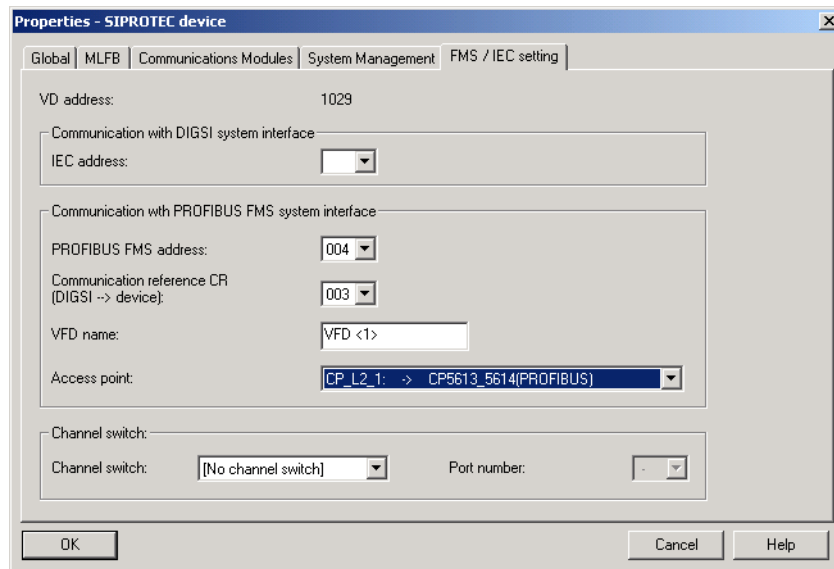 Properties - SIPROTEC device
Global MLFB Communications Modules System Management FMS / IEC setting
VD address: 1029
Communication with DIGSI system interface
IEC address:
Communication wth PROFIBUS FMS system interface
PROFIBUS FMS address: 004
Communication reference CR
(DIGSI --> device): 003
VFD name: VFD <1>
Access point: CP_L2_1: -> CP5613_5614(PROFIBUS)
Channel switch:
Channel switch: [No channel switch] Port number: -
OK Cancel Help